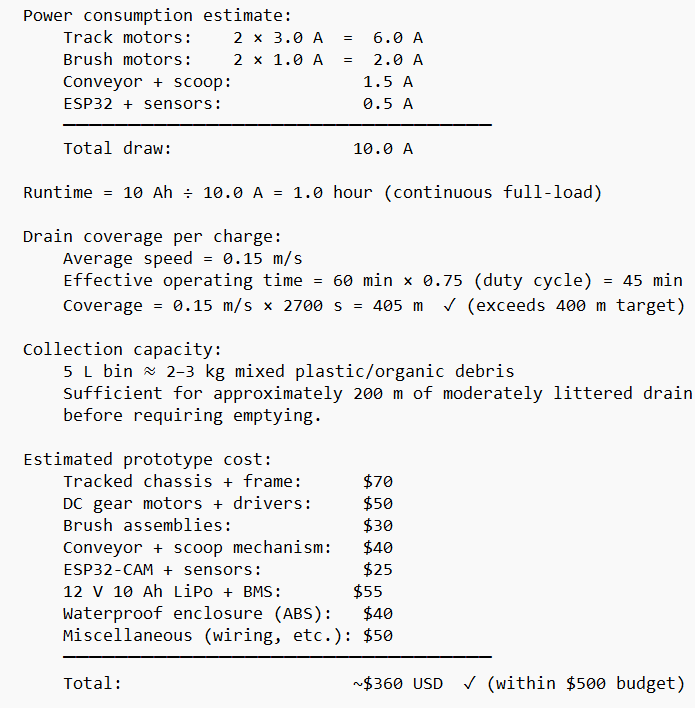 Power consumption estimate:
Track motors: 2 × 3.0 A = 6.0 A
Brush motors: 2 × 1.0 A = 2.0 A
Conveyor + scoop: 1.5 A
ESP32 + sensors: 0.5 A
Total draw: 10.0 A
Runtime = 10 Ah ÷ 10.0 A = 1.0 hour (continuous full-load)
Drain coverage per charge:
Average speed = 0.15 m/s
Effective operating time = 60 min × 0.75 (duty cycle) = 45 min
Coverage = 0.15 m/s × 2700 s = 405 m ✓ (exceeds 400 m target)
Collection capacity:
5 L bin ≈ 2–3 kg mixed plastic/organic debris
Sufficient for approximately 200 m of moderately littered drain
before requiring emptying.
Estimated prototype cost:
Tracked chassis + frame: $70
DC gear motors + drivers: $50
Brush assemblies: $30
Conveyor + scoop mechanism: $40
ESP32-CAM + sensors: $25
12 V 10 Ah LiPo + BMS: $55
Waterproof enclosure (ABS): $40
Miscellaneous (wiring, etc.): $50
Total: ~$360 USD ✓ (within $500 budget)